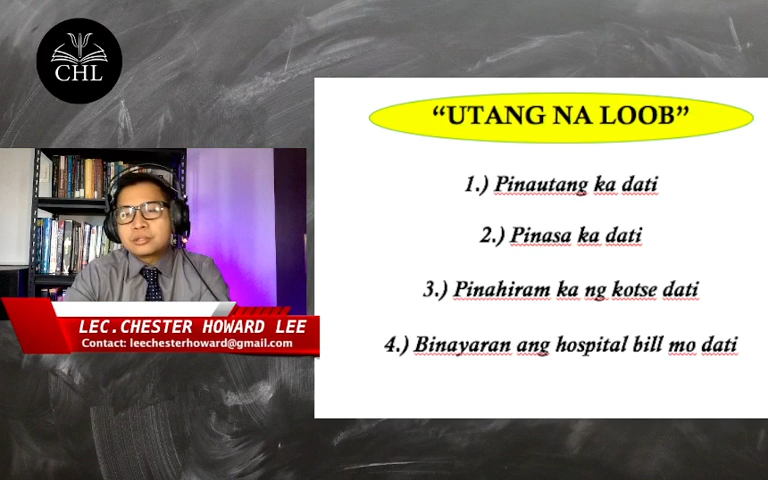 CHL
"UTANG NA LOOB"
1.) Pinautang ka dati
2.) Pinasa ka dati
3.) Pinahiram ka ng kotse dati
4.) Binayaran ang hospital bill mo dati
LEC.CHESTER HOWARD LEE
Contact: leechesterhoward@gmail.com